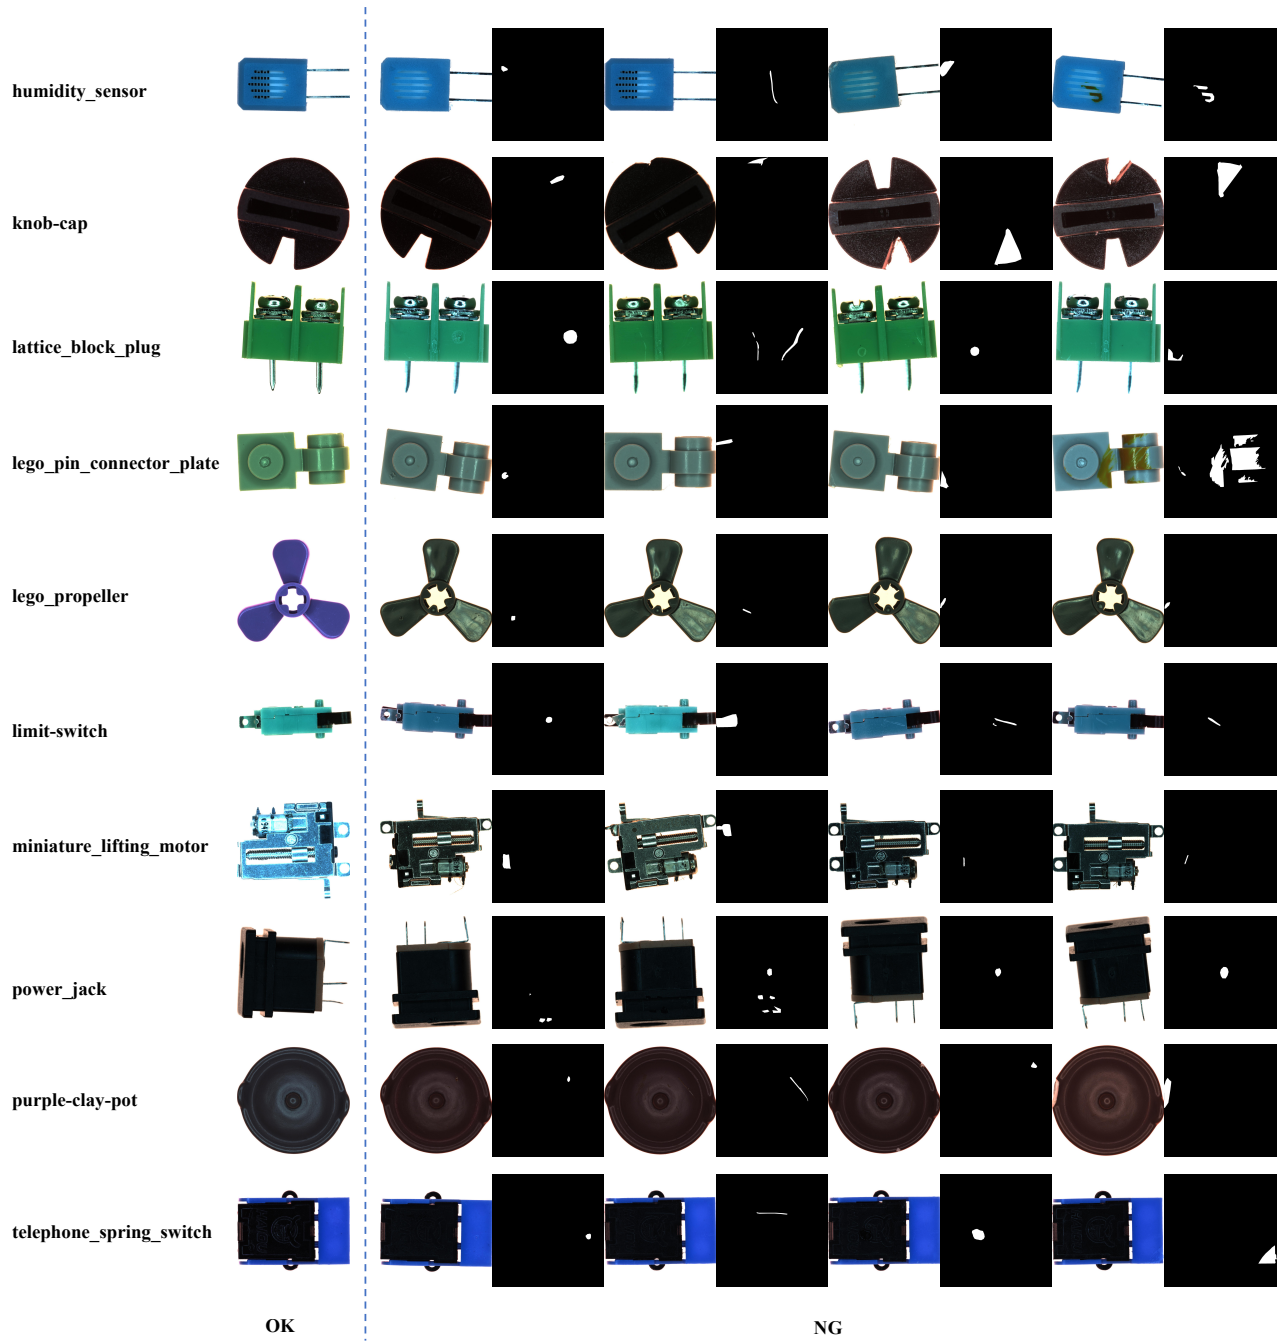 humidity_sensor
knob-cap
lattice_block_plug
lego_pin_connector_plate
lego_propeller
limit-switch
miniature_lifting_motor
power_jack
purple-clay-pot
telephone_spring_switch
OK
NG